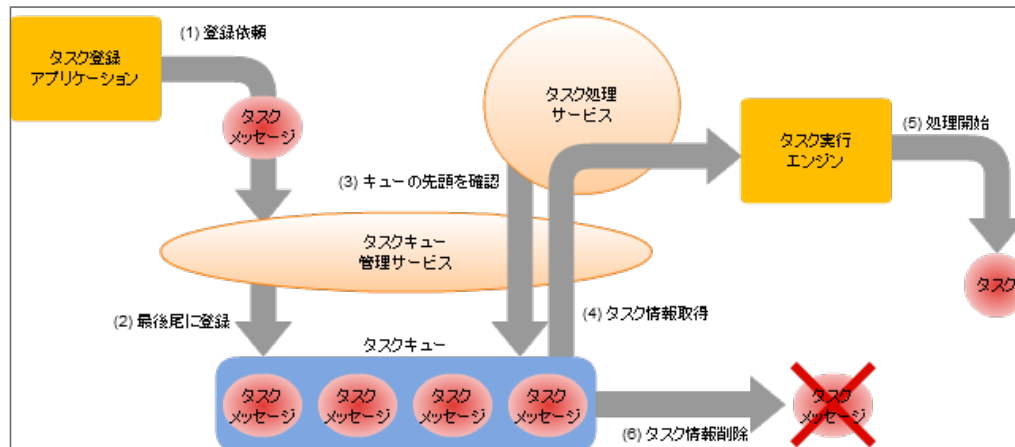 (1) 登録依頼
タスク登録
アプリケーション
タスク
メッセージ
タスク処理
サービス
タスク実行
エンジン
(5) 処理開始
(3) キューの先頭を確認
タスクキュー
管理サービス
タスク
(2) 最後尾に登録
(4) タスク情報取得
タスクキュー
タスク
メッセージ
タスク
メッセージ
タスク
メッセージ
タスク
メッセージ
タスク
メッセージ
(6) タスク情報削除